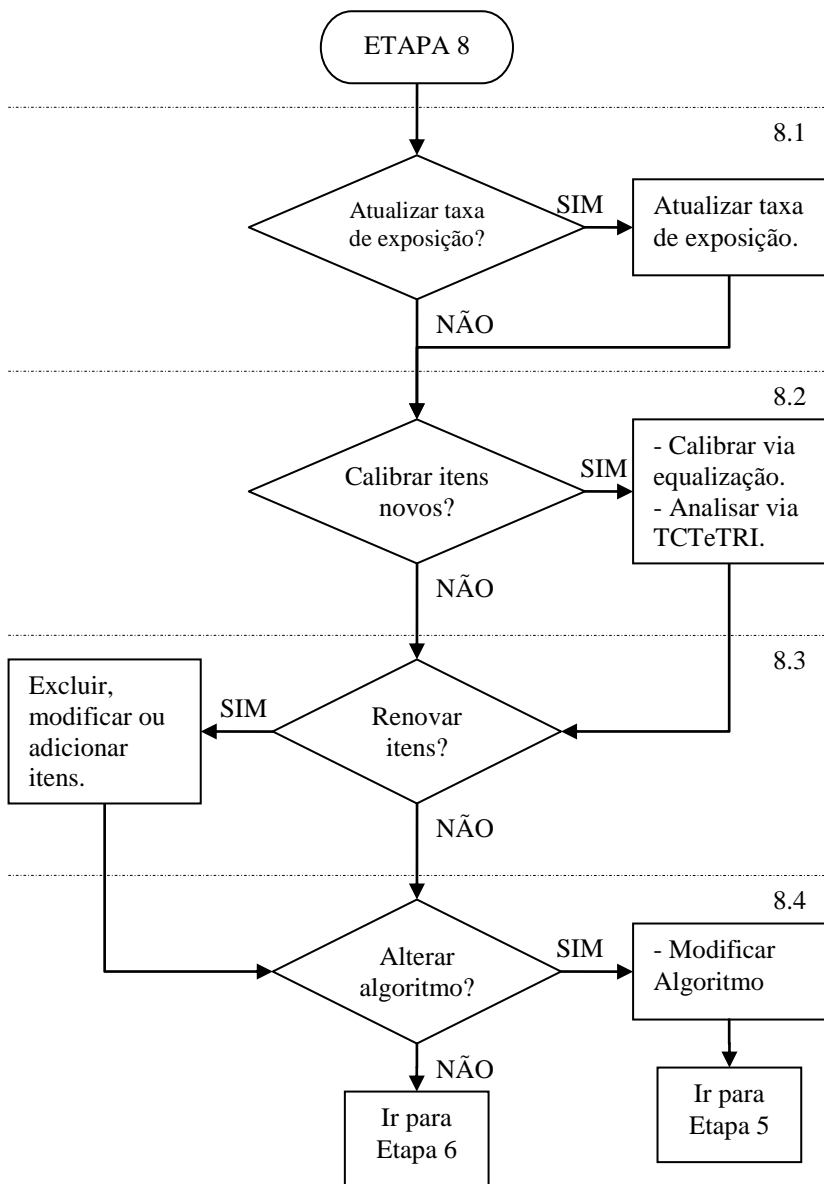 ETAPA 8
8.1
Atualizar taxa
de exposição?
SIM
Atualizar taxa
de exposição.
NÃO
8.2
Calibrar itens
novos?
SIM
- Calibrar via
equalização.
- Analisar via
TCTeTRI.
NÃO
8.3
Excluir,
modificar ou
adicionar
itens.
SIM
Renovar
itens?
NÃO
8.4
Alterar
algoritmo?
SIM
- Modificar
Algoritmo
NÃO
Ir para
Etapa 6
Ir para
Etapa 5